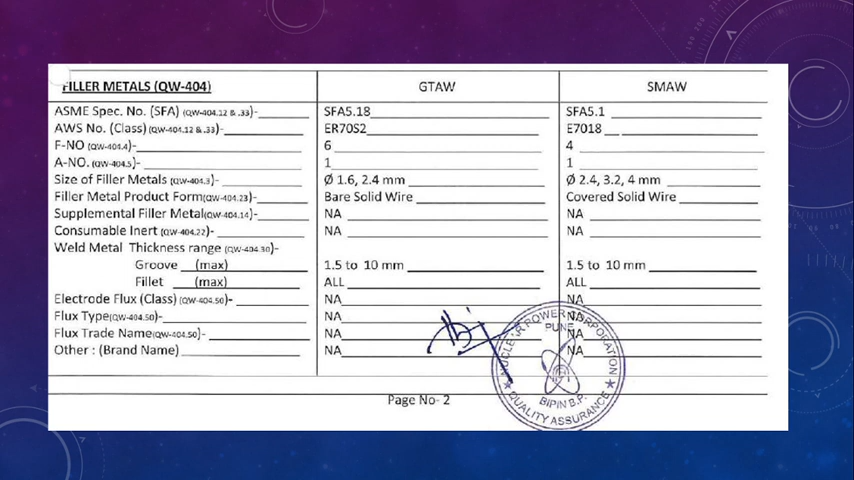 FILLER METALS (QW-404) GTAW SMAW
ASME Spec. No. (SFA) (QW-404.12 & .33)- SFA5.18 SFA5.1
AWS No. (Class) (QW-404.12 & .33)- ER70S2 E7018
F-NO (QW-404.4)- 6 4
A-NO. (QW-404.5)- 1 1
Size of Filler Metals (QW-404.3)- Ø 1.6, 2.4 mm Ø 2.4, 3.2, 4 mm
Filler Metal Product Form(QW-404.23)- Bare Solid Wire Covered Solid Wire
Supplemental Filler Metal(QW-404.14)- NA NA
Consumable Inert (QW-404.22)- NA NA
Weld Metal Thickness range (QW-404.30)-
Groove (max) 1.5 to 10 mm 1.5 to 10 mm
Fillet (max) ALL ALL
Electrode Flux (Class) (QW-404.50)- NA NA
Flux Type(QW-404.50)- NA NA
Flux Trade Name(QW-404.50)- NA NA
Other : (Brand Name) NA NA
NUCLEAR POWER CORPORATION
PUNE
BIPIN B.P.
★ QUALITY ASSURANCE ★
Page No- 2